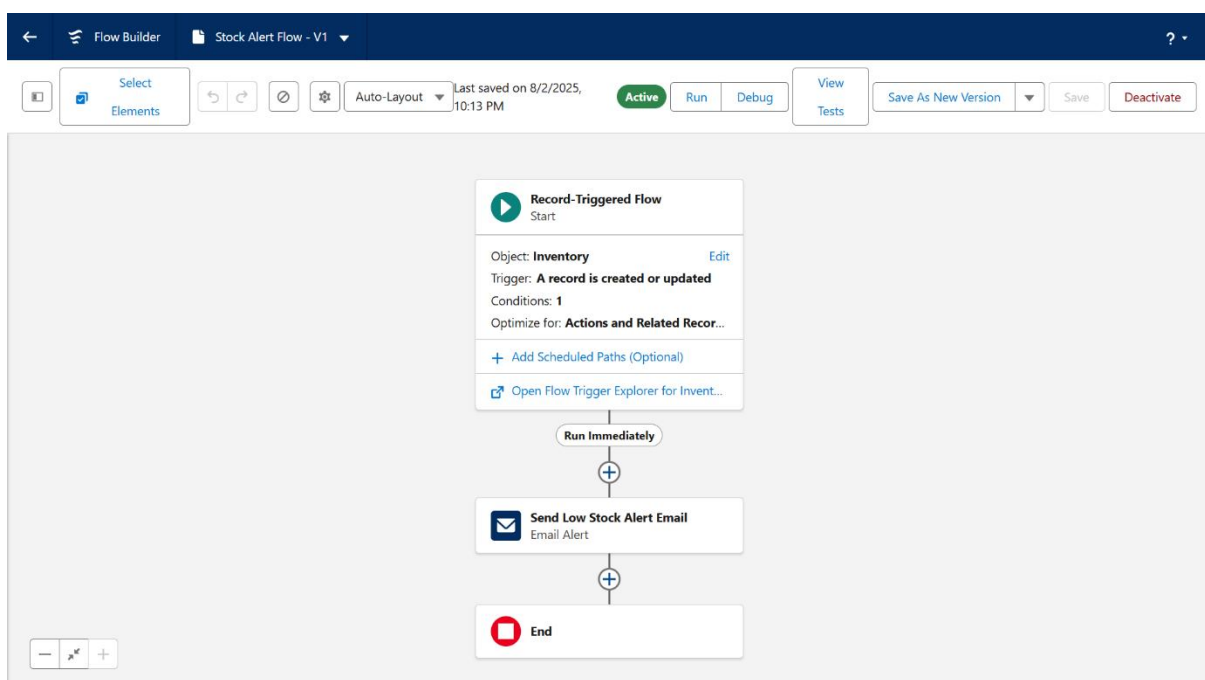 Flow Builder
Stock Alert Flow - V1
? 
Select
Elements
Auto-Layout
Last saved on 8/2/2025,
10:13 PM
Active
Run
Debug
View
Tests
Save As New Version
Save
Deactivate
Record-Triggered Flow
Start
Object: Inventory Edit
Trigger: A record is created or updated
Conditions: 1
Optimize for: Actions and Related Recor...
+ Add Scheduled Paths (Optional)
Open Flow Trigger Explorer for Invent...
Run Immediately
Send Low Stock Alert Email
Email Alert
End